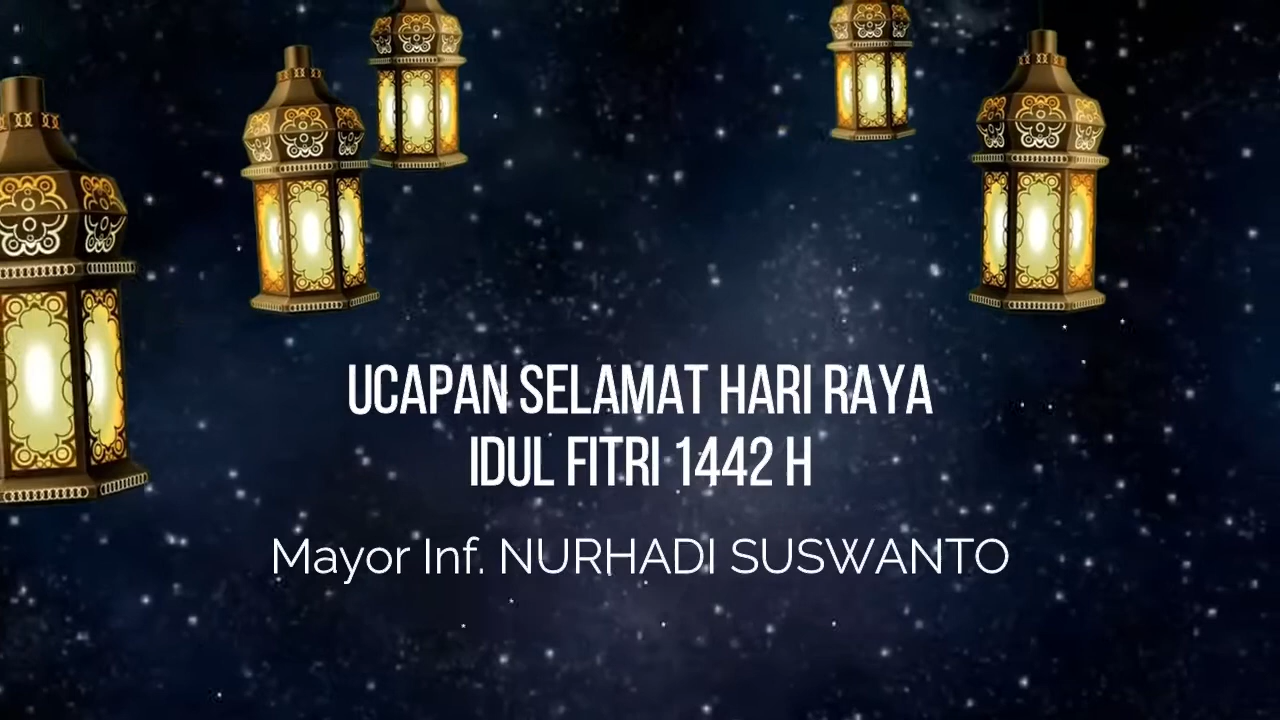 UCAPAN SELAMAT HARI RAYA
IDUL FITRI 1442 H
Mayor Inf. NURHADI SUSWANTO